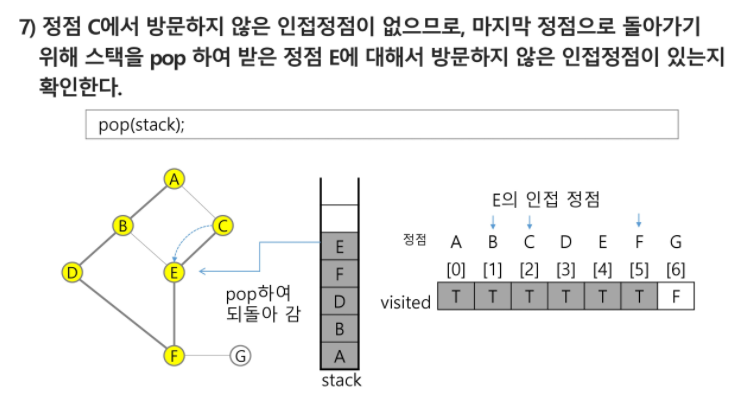 7) 정점 C에서 방문하지 않은 인접정점이 없으므로, 마지막 정점으로 돌아가기
위해 스택을 pop 하여 받은 정점 E에 대해서 방문하지 않은 인접정점이 있는지
확인한다.
pop(stack);
A
B
C
D
E
F
G
pop하여
되돌아 감
E
F
D
B
A
stack
E의 인접 정점
정점 A B C D E F G
[0] [1] [2] [3] [4] [5] [6]
visited T T T T T T F